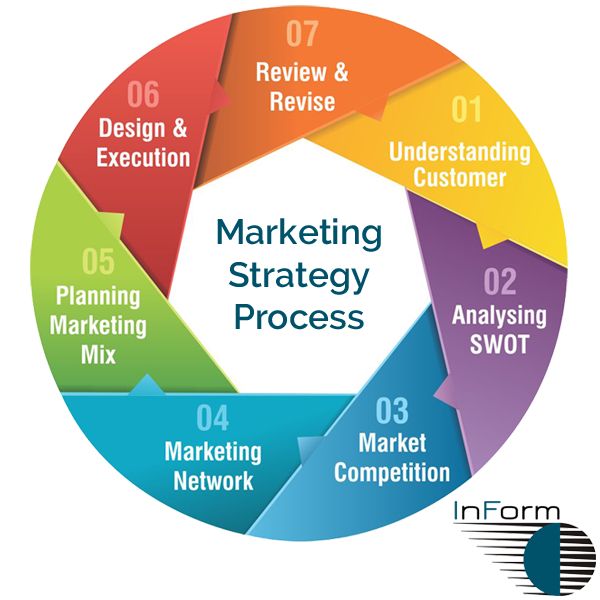 Marketing
Strategy
Process
01
Understanding
Customer
02
Analysing
SWOT
03
Market
Competition
04
Marketing
Network
05
Planning
Marketing
Mix
06
Design &
Execution
07
Review &
Revise
InForm